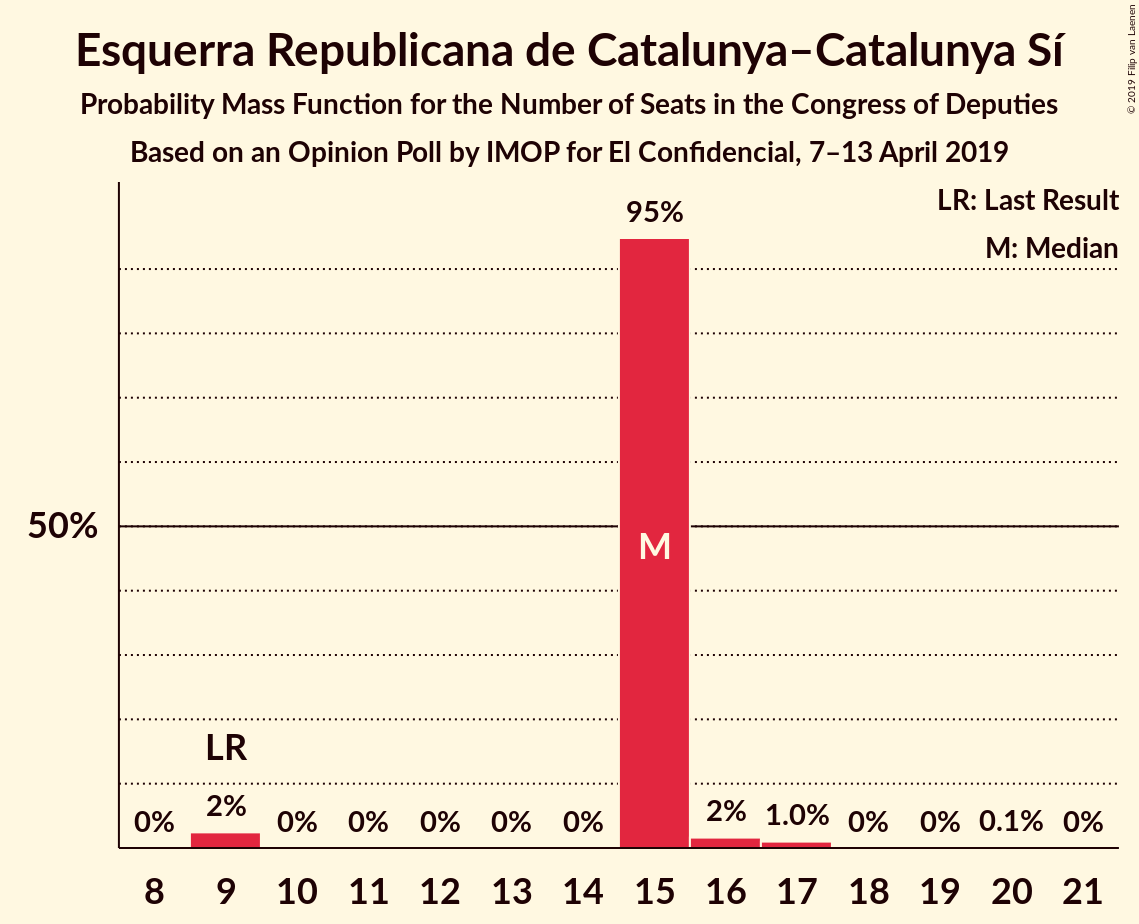 Esquerra Republicana de Catalunya–Catalunya Sí
Probability Mass Function for the Number of Seats in the Congress of Deputies
Based on an Opinion Poll by IMOP for El Confidencial, 7–13 April 2019
© 2019 Filip van Laenen
LR: Last Result
M: Median
95%
50%
M
LR
0% 2% 0% 0% 0% 0% 0% 2% 1.0% 0% 0% 0.1% 0%
8 9 10 11 12 13 14 15 16 17 18 19 20 21